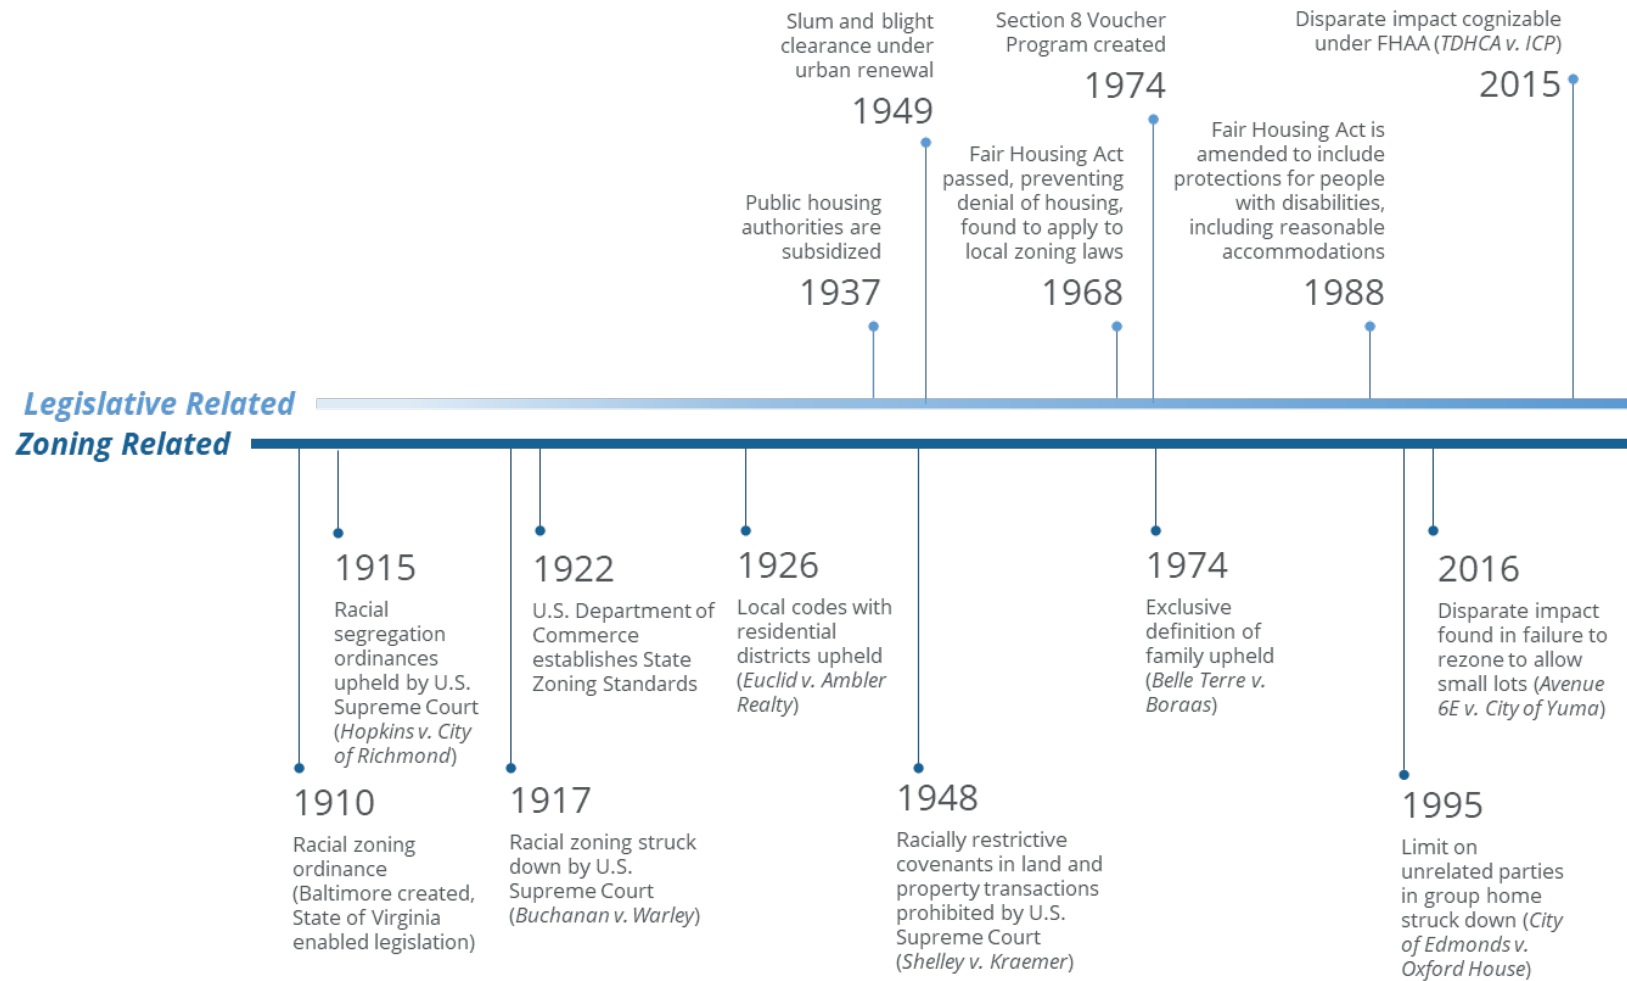 Slum and blight
clearance under
urban renewal
1949
Section 8 Voucher
Program created
1974
Disparate impact cognizable
under FHAA (TDHCA v. ICP)
2015
Public housing
authorities are
subsidized
1937
Fair Housing Act
passed, preventing
denial of housing,
found to apply to
local zoning laws
1968
Fair Housing Act is
amended to include
protections for people
with disabilities,
including reasonable
accommodations
1988
Legislative Related
Zoning Related
1915
Racial
segregation
ordinances
upheld by U.S.
Supreme Court
(Hopkins v. City
of Richmond)
1922
U.S. Department of
Commerce
establishes State
Zoning Standards
1926
Local codes with
residential
districts upheld
(Euclid v. Ambler
Realty)
1974
Exclusive
definition of
family upheld
(Belle Terre v.
Boraas)
2016
Disparate impact
found in failure to
rezone to allow
small lots (Avenue
6E v. City of Yuma)
1910
Racial zoning
ordinance
(Baltimore created,
State of Virginia
enabled legislation)
1917
Racial zoning struck
down by U.S.
Supreme Court
(Buchanan v. Warley)
1948
Racially restrictive
covenants in land and
property transactions
prohibited by U.S.
Supreme Court
(Shelley v. Kraemer)
1995
Limit on
unrelated parties
in group home
struck down (City
of Edmonds v.
Oxford House)